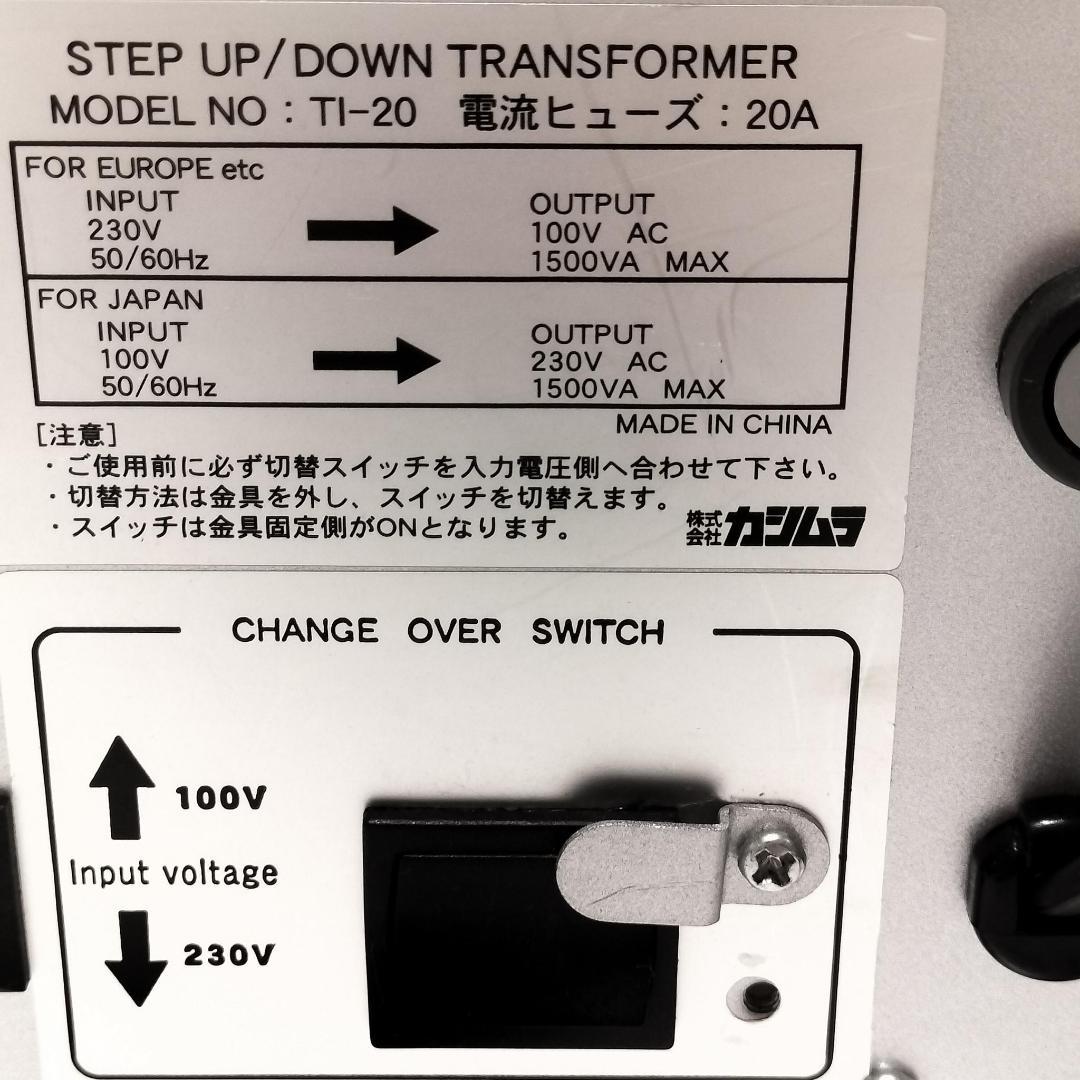 STEP UP/DOWN TRANSFORMER
MODEL NO : TI-20 電流ヒューズ : 20A
FOR EUROPE etc
INPUT
230V
50/60Hz
OUTPUT
100V AC
1500VA MAX
FOR JAPAN
INPUT
100V
50/60Hz
OUTPUT
230V AC
1500VA MAX
MADE IN CHINA
[注意]
・ご使用前に必ず切替スイッチを入力電圧側へ合わせて下さい。
・切替方法は金具を外し、スイッチを切替えます。
・スイッチは金具固定側がONとなります。
株式会社 カシムラ
CHANGE OVER SWITCH
100V
Input voltage
230V